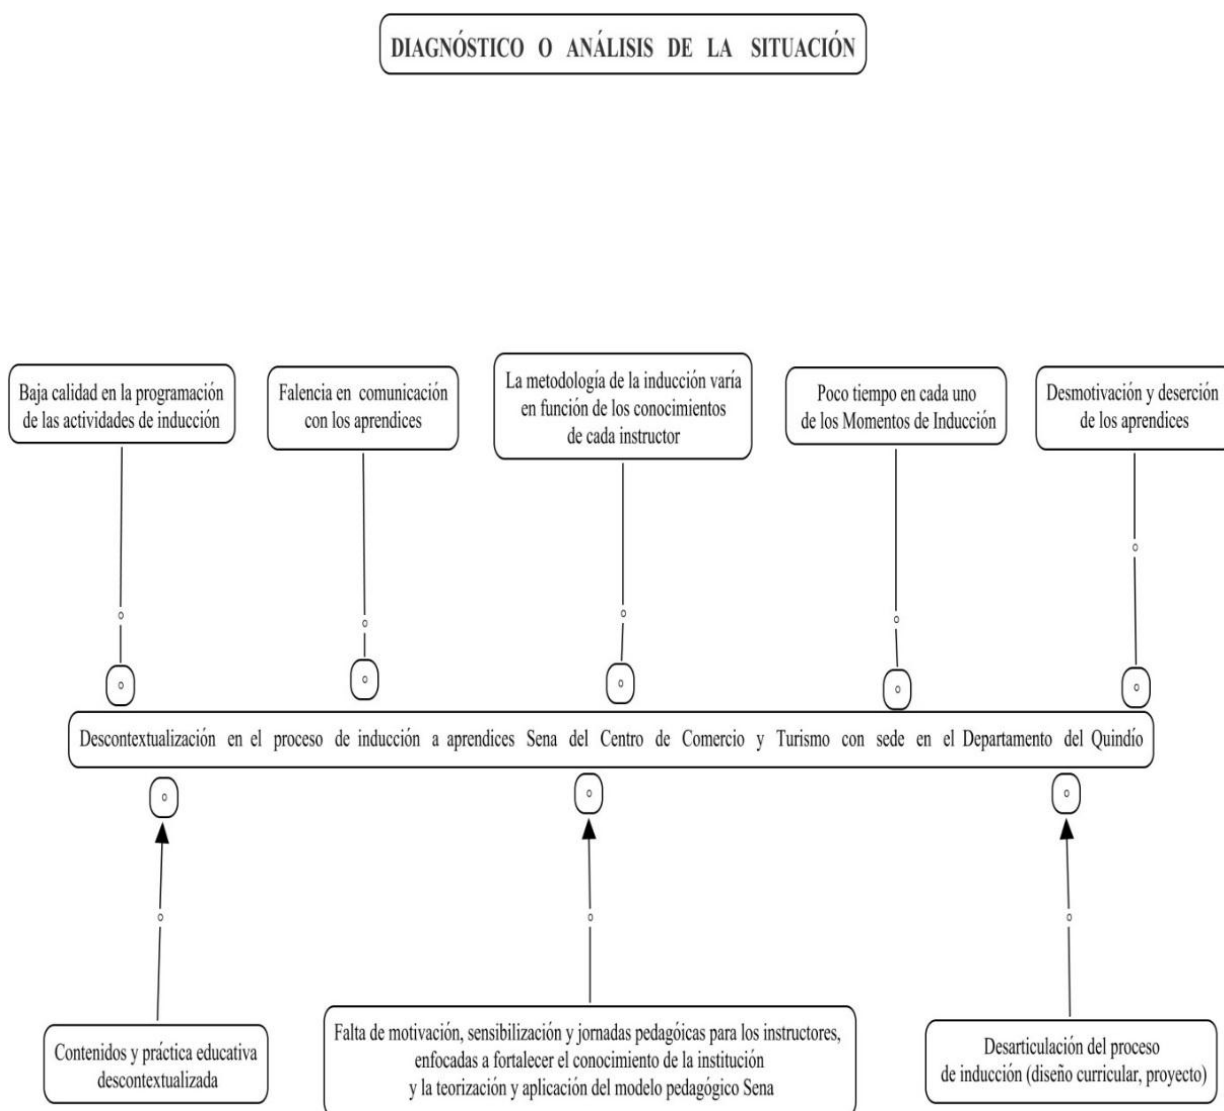 DIAGNÓSTICO O ANÁLISIS DE LA SITUACIÓN
Baja calidad en la programación
de las actividades de inducción
Falencia en comunicación
con los aprendices
La metodología de la inducción varía
en función de los conocimientos
de cada instructor
Poco tiempo en cada uno
de los Momentos de Inducción
Desmotivación y deserción
de los aprendices
Descontextualización en el proceso de inducción a aprendices Sena del Centro de Comercio y Turismo con sede en el Departamento del Quindío
Contenidos y práctica educativa
descontextualizada
Falta de motivación, sensibilización y jornadas pedagóicas para los instructores,
enfocadas a fortalecer el conocimiento de la institución
y la teorización y aplicación del modelo pedagógico Sena
Desarticulación del proceso
de inducción (diseño curricular, proyecto)